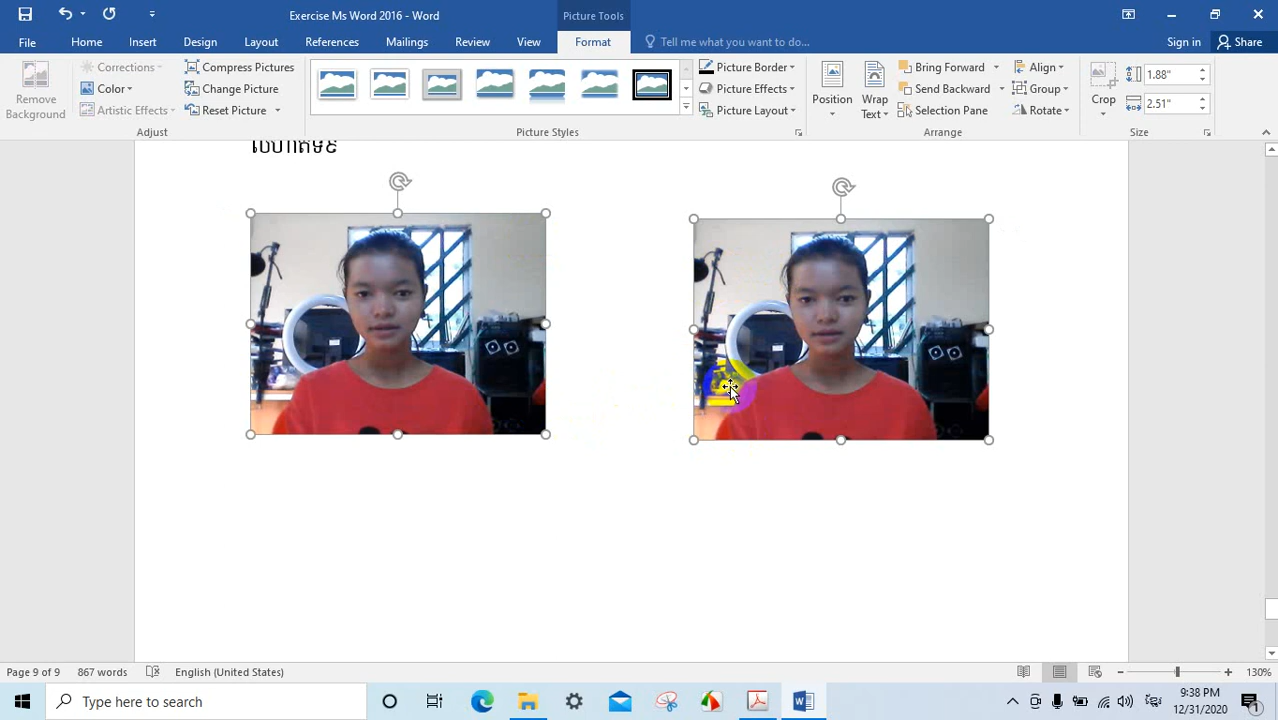 Exercise Ms Word 2016 - Word
Picture Tools
File Home Insert Design Layout References Mailings Review View Format Tell me what you want to do... Sign in Share
Remove Background
Corrections
Color
Artistic Effects
Compress Pictures
Change Picture
Reset Picture
Adjust
Picture Styles
Picture Border
Picture Effects
Picture Layout
Position
Wrap Text
Bring Forward
Send Backward
Selection Pane
Align
Group
Rotate
Arrange
Crop
1.88"
2.51"
Size
Page 9 of 9 867 words English (United States) 130%
Type here to search
9:38 PM
12/31/2020
1